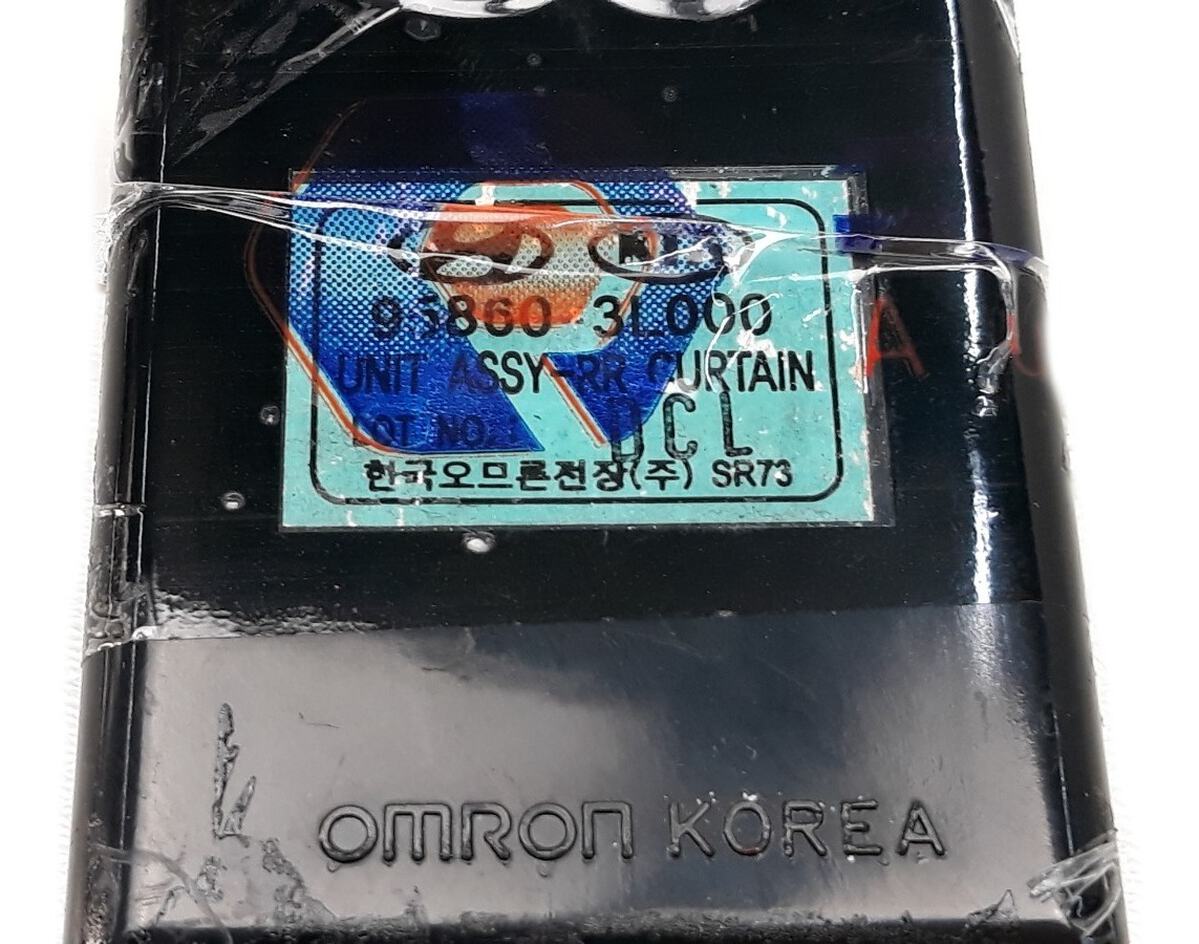 95860 3L000
UNIT ASSY-RR CURTAIN
LOT NO.
DCL
한국오므론전장(주) SR73
OMRON KOREA